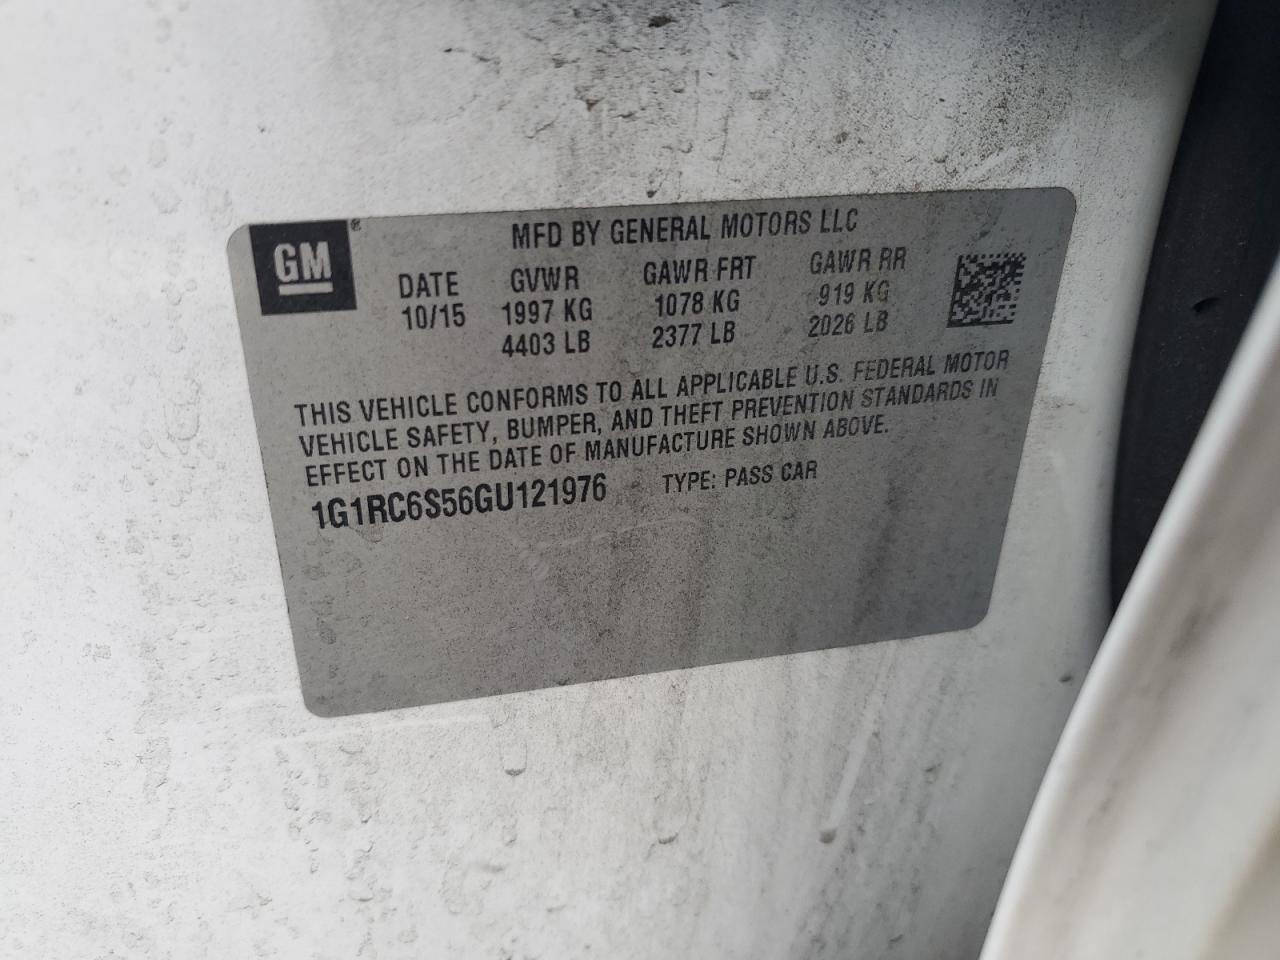 GM®
MFD BY GENERAL MOTORS LLC
DATE GVWR GAWR FRT GAWR RR
10/15 1997 KG 1078 KG 919 KG
4403 LB 2377 LB 2026 LB
THIS VEHICLE CONFORMS TO ALL APPLICABLE U.S. FEDERAL MOTOR
VEHICLE SAFETY, BUMPER, AND THEFT PREVENTION STANDARDS IN
EFFECT ON THE DATE OF MANUFACTURE SHOWN ABOVE.
1G1RC6S56GU121976 TYPE: PASS CAR